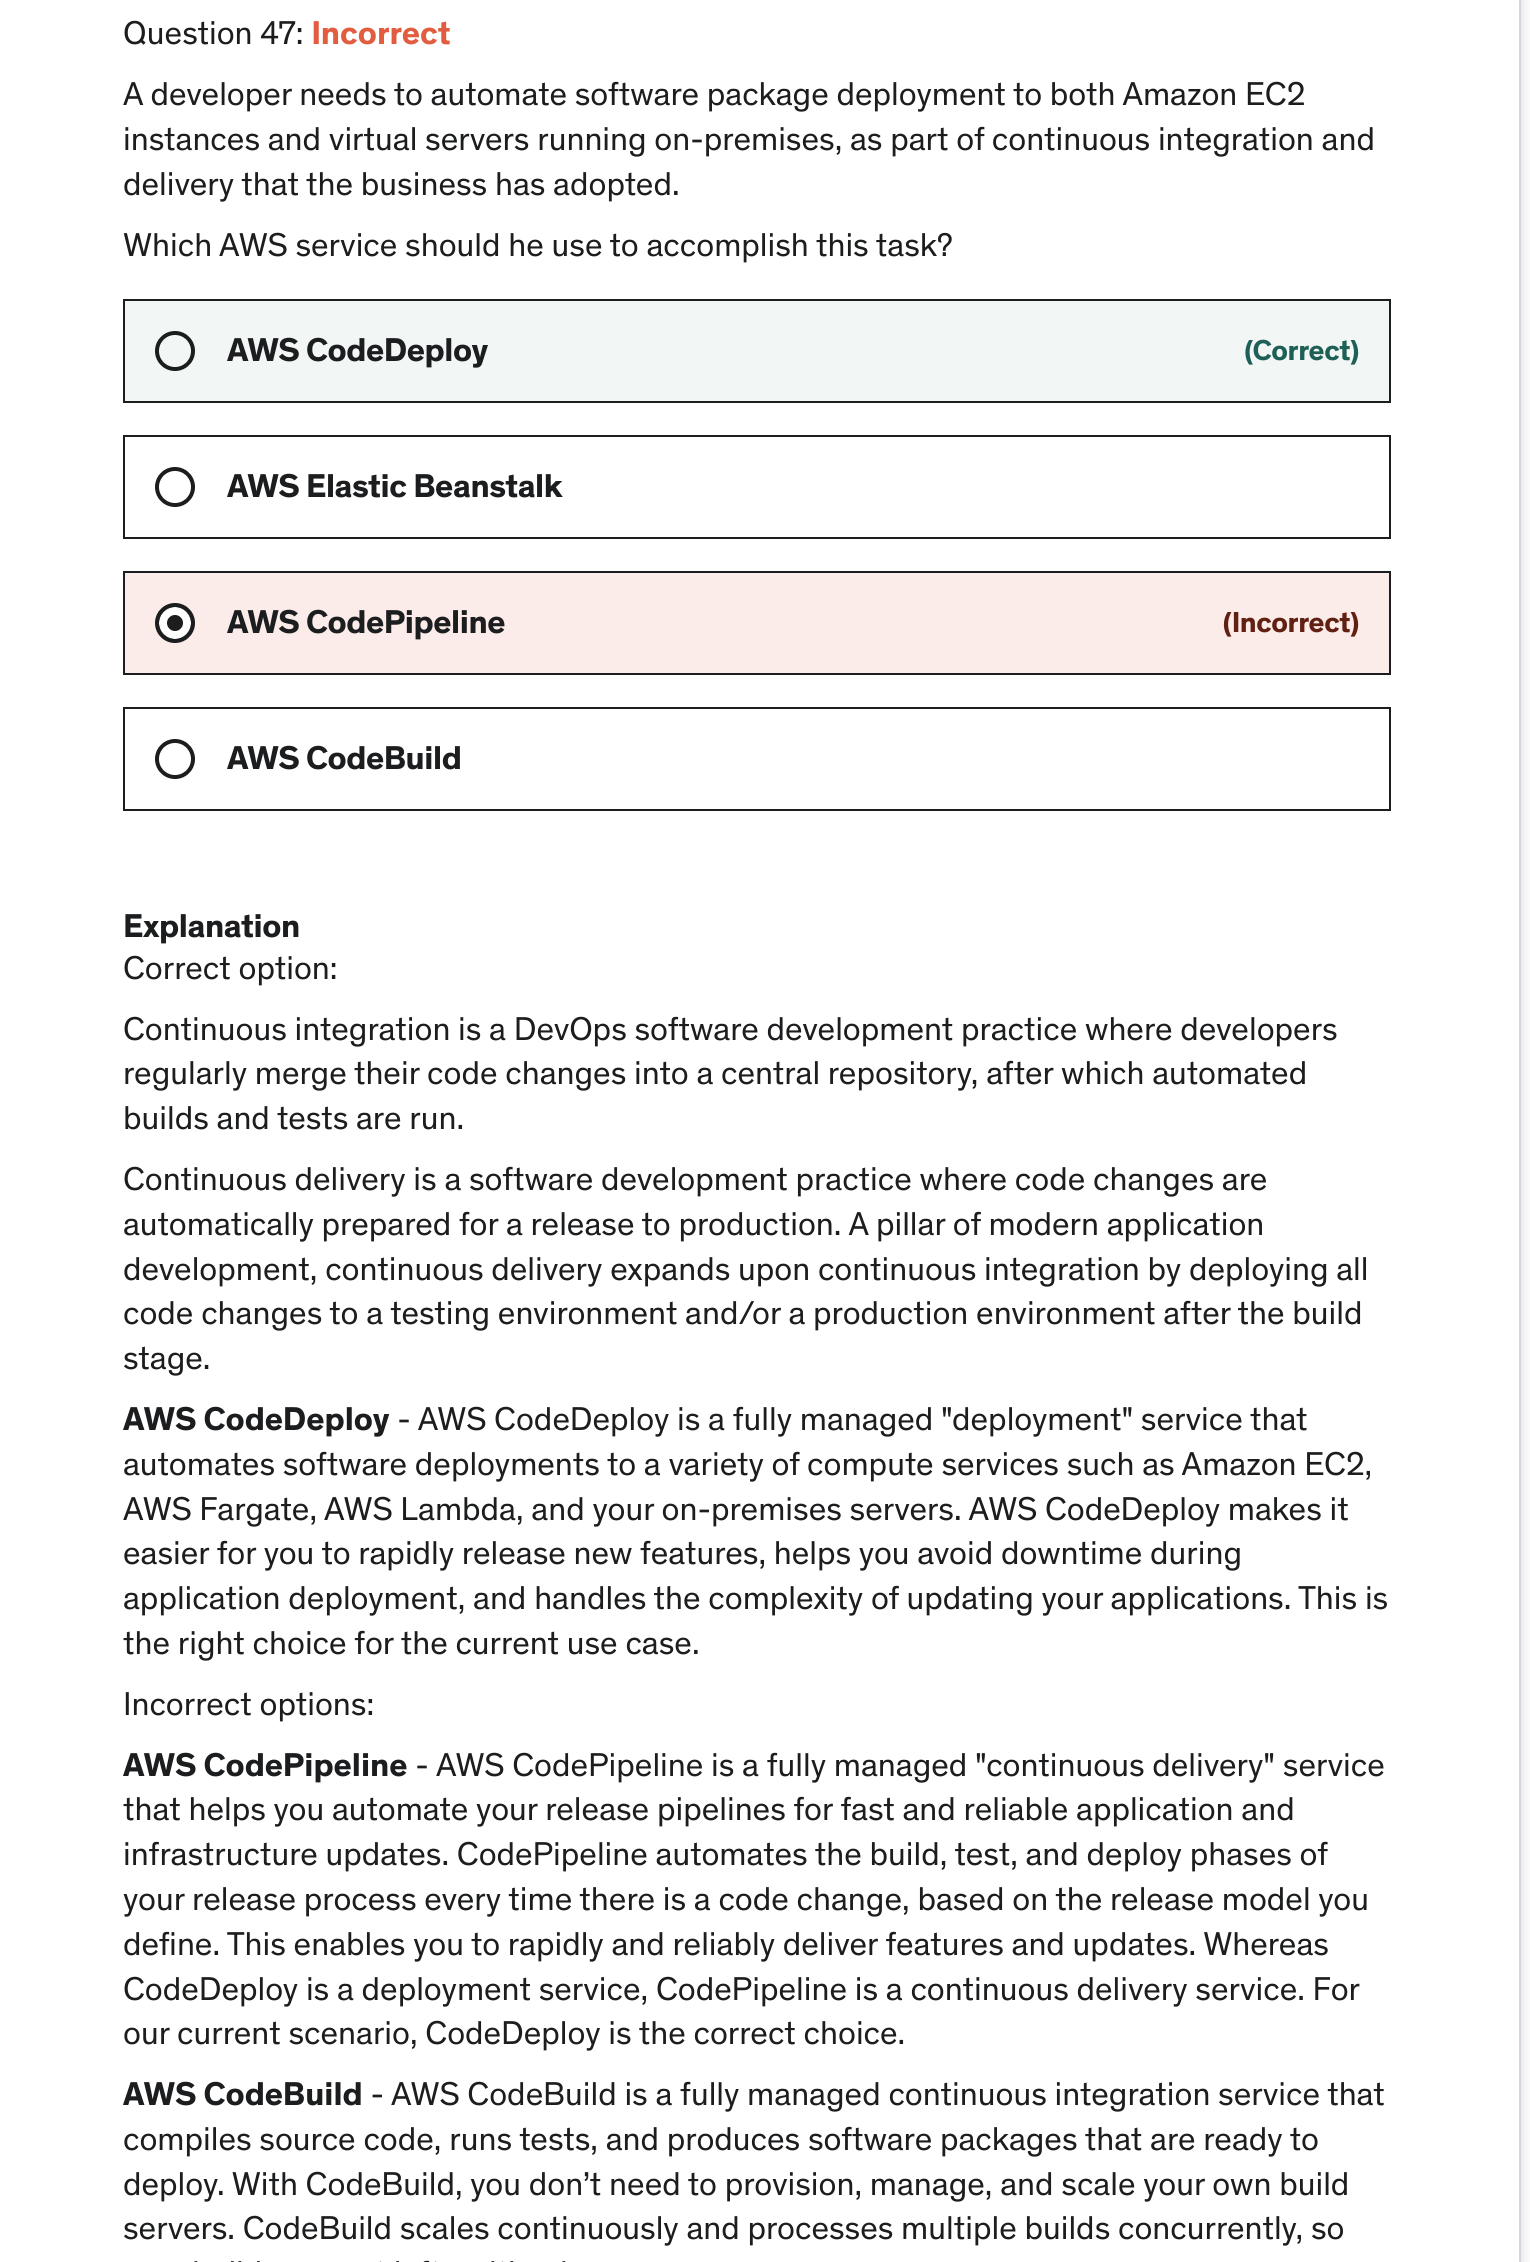 Question 47: Incorrect
A developer needs to automate software package deployment to both Amazon EC2
instances and virtual servers running on-premises, as part of continuous integration and
delivery that the business has adopted.
Which AWS service should he use to accomplish this task?
AWS CodeDeploy (Correct)
AWS Elastic Beanstalk
AWS CodePipeline (Incorrect)
AWS CodeBuild
Explanation
Correct option:
Continuous integration is a DevOps software development practice where developers
regularly merge their code changes into a central repository, after which automated
builds and tests are run.
Continuous delivery is a software development practice where code changes are
automatically prepared for a release to production. A pillar of modern application
development, continuous delivery expands upon continuous integration by deploying all
code changes to a testing environment and/or a production environment after the build
stage.
AWS CodeDeploy - AWS CodeDeploy is a fully managed "deployment" service that
automates software deployments to a variety of compute services such as Amazon EC2,
AWS Fargate, AWS Lambda, and your on-premises servers. AWS CodeDeploy makes it
easier for you to rapidly release new features, helps you avoid downtime during
application deployment, and handles the complexity of updating your applications. This is
the right choice for the current use case.
Incorrect options:
AWS CodePipeline - AWS CodePipeline is a fully managed "continuous delivery" service
that helps you automate your release pipelines for fast and reliable application and
infrastructure updates. CodePipeline automates the build, test, and deploy phases of
your release process every time there is a code change, based on the release model you
define. This enables you to rapidly and reliably deliver features and updates. Whereas
CodeDeploy is a deployment service, CodePipeline is a continuous delivery service. For
our current scenario, CodeDeploy is the correct choice.
AWS CodeBuild - AWS CodeBuild is a fully managed continuous integration service that
compiles source code, runs tests, and produces software packages that are ready to
deploy. With CodeBuild, you don’t need to provision, manage, and scale your own build
servers. CodeBuild scales continuously and processes multiple builds concurrently, so